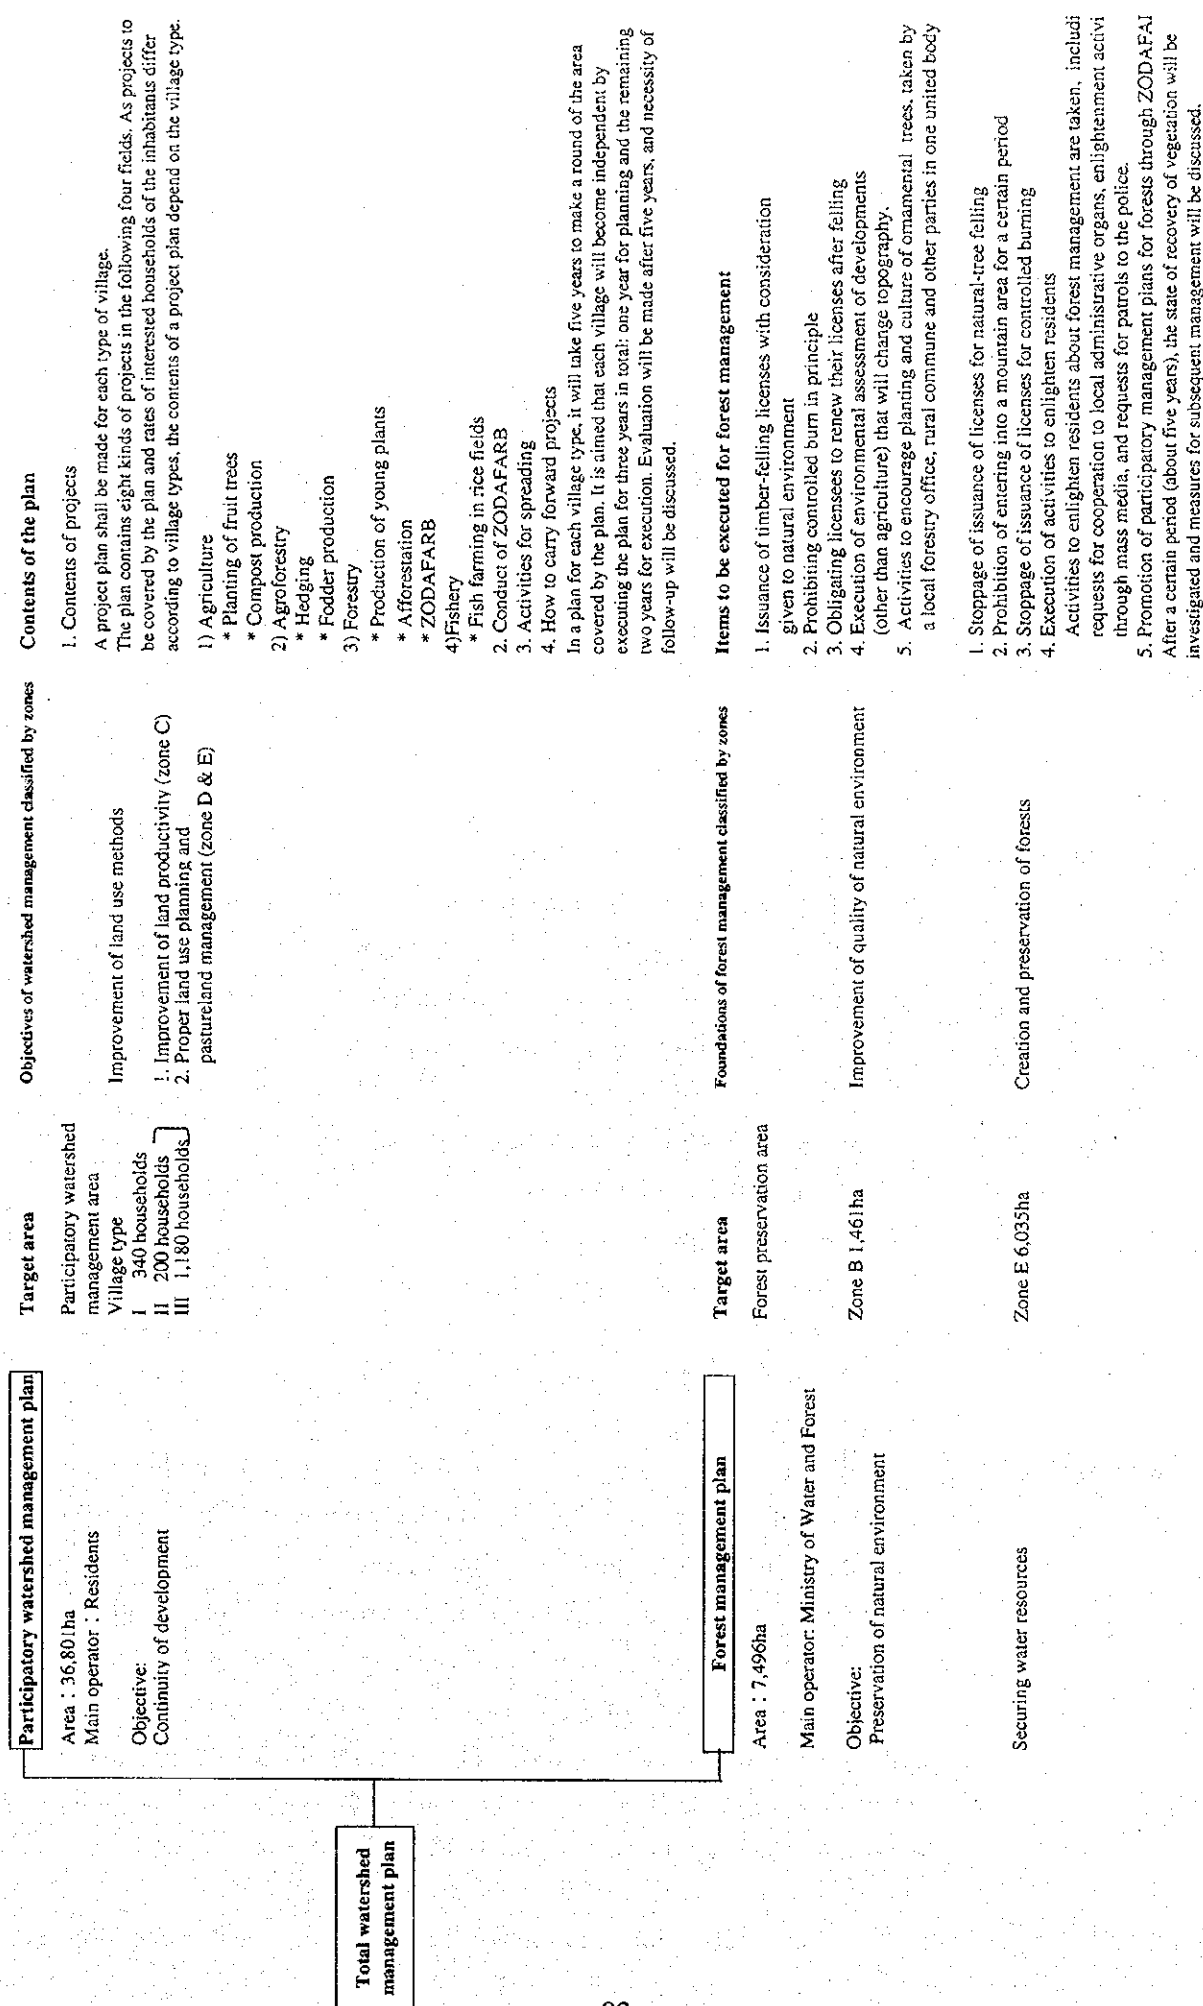 Total watershed
management plan
Participatory watershed management plan
Area : 36,801ha
Main operator : Residents
Objective:
Continuity of development
Target area
Participatory watershed
management area
Village type
I 340 households
II 200 households
III 1,180 households
Objectives of watershed management classified by zones
Improvement of land use methods
1. Improvement of land productivity (zone C)
2. Proper land use planning and
pastureland management (zone D & E)
Contents of the plan
1. Contents of projects
A project plan shall be made for each type of village.
The plan contains eight kinds of projects in the following four fields. As projects to
be covered by the plan and rates of interested households of the inhabitants differ
according to village types, the contents of a project plan depend on the village type.
1) Agriculture
* Planting of fruit trees
* Compost production
2) Agroforestry
* Hedging
* Fodder production
3) Forestry
* Production of young plants
* Afforestation
* ZODAFARB
4)Fishery
* Fish farming in rice fields
2. Conduct of ZODAFARB
3. Activities for spreading
4. How to carry forward projects
In a plan for each village type, it will take five years to make a round of the area
covered by the plan. It is aimed that each village will become independent by
executing the plan for three years in total: one year for planning and the remaining
two years for execution. Evaluation will be made after five years, and necessity of
follow-up will be discussed.
Forest management plan
Area : 7,496ha
Main operator: Ministry of Water and Forest
Objective:
Preservation of natural environment
Securing water resources
Target area
Forest preservation area
Zone B 1,461ha
Zone E 6,035ha
Foundations of forest management classified by zones
Improvement of quality of natural environment
Creation and preservation of forests
Items to be executed for forest management
1. Issuance of timber-felling licenses with consideration
given to natural environment
2. Prohibiting controlled burn in principle
3. Obligating licensees to renew their licenses after felling
4. Execution of environmental assessment of developments
(other than agriculture) that will change topography.
5. Activities to encourage planting and culture of ornamental trees, taken by
a local forestry office, rural commune and other parties in one united body
1. Stoppage of issuance of licenses for natural-tree felling
2. Prohibition of entering into a mountain area for a certain period
3. Stoppage of issuance of licenses for controlled burning
4. Execution of activities to enlighten residents
Activities to enlighten residents about forest management are taken, includi
requests for cooperation to local administrative organs, enlightenment activi
through mass media, and requests for patrols to the police.
5. Promotion of participatory management plans for forests through ZODAFAI
After a certain period (about five years), the state of recovery of vegetation will be
investigated and measures for subsequent management will be discussed.